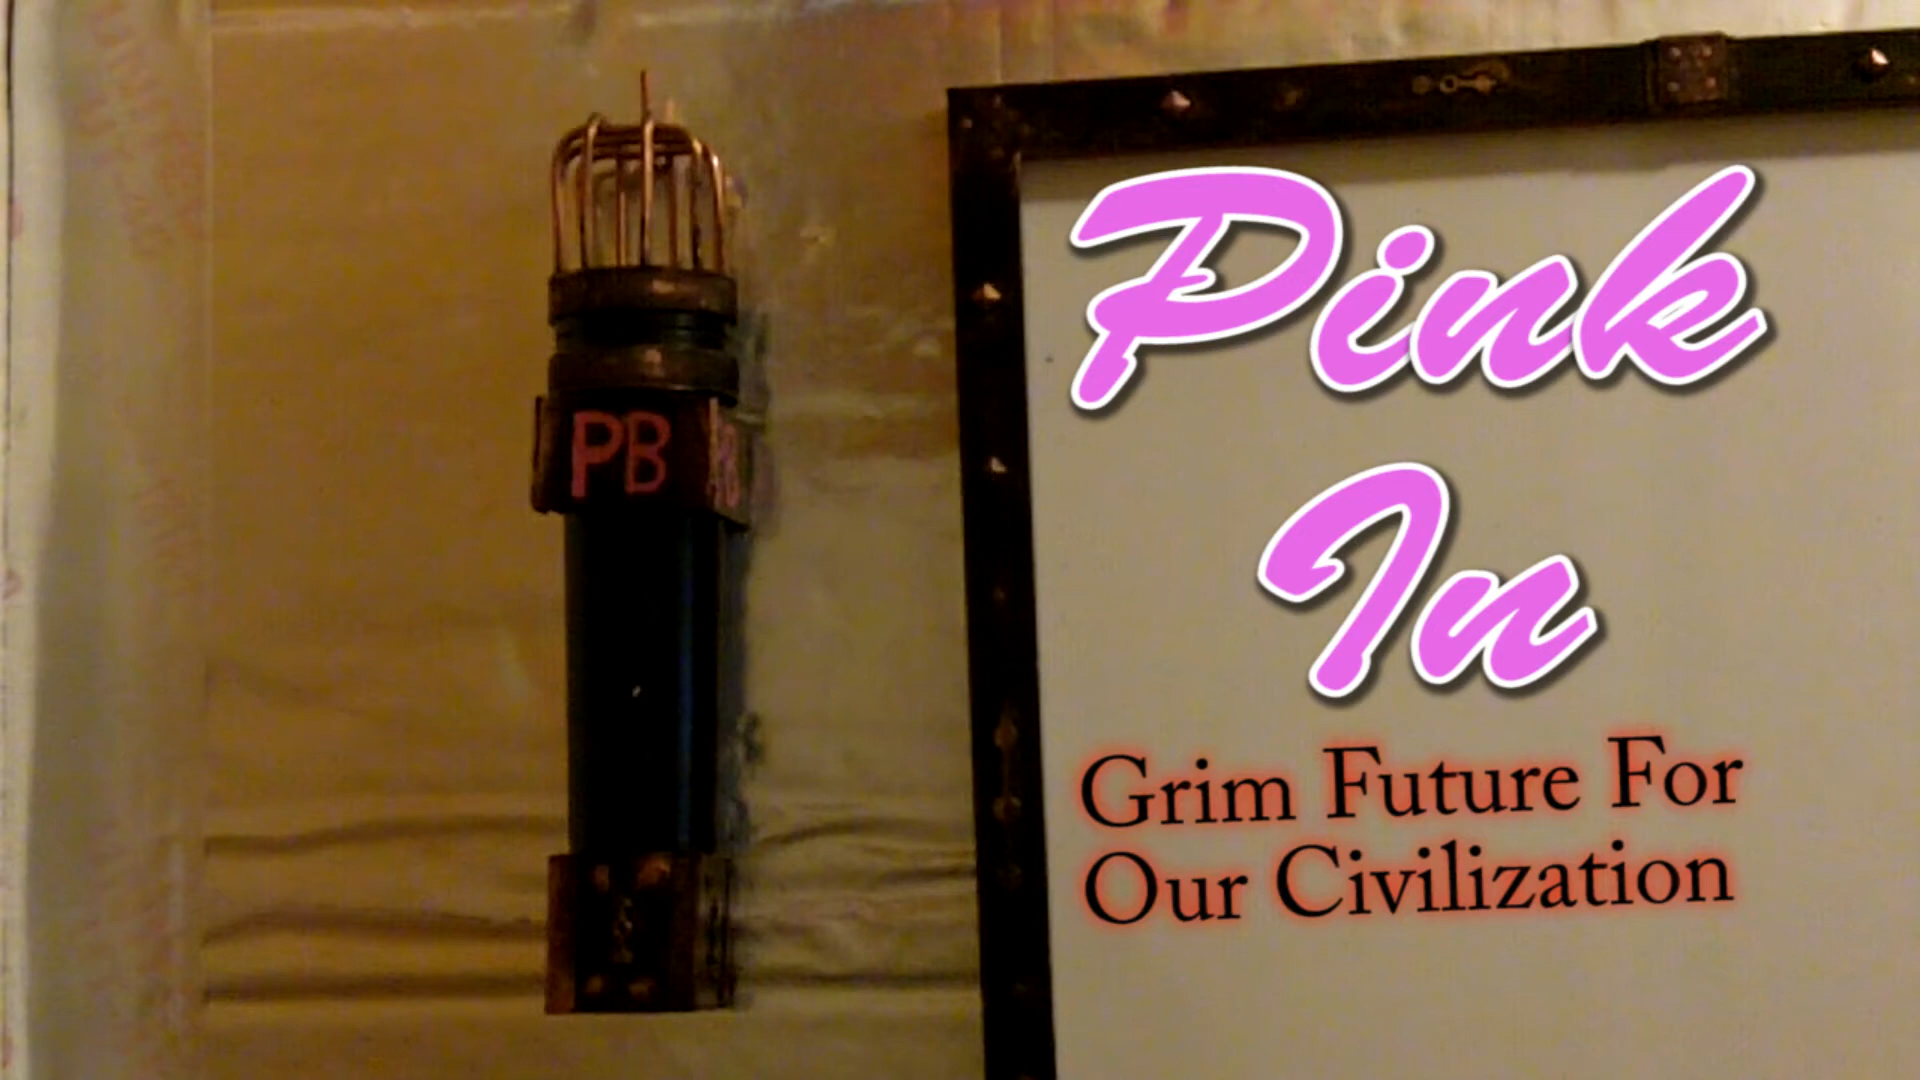 PB
Pink
In
Grim Future For
Our Civilization